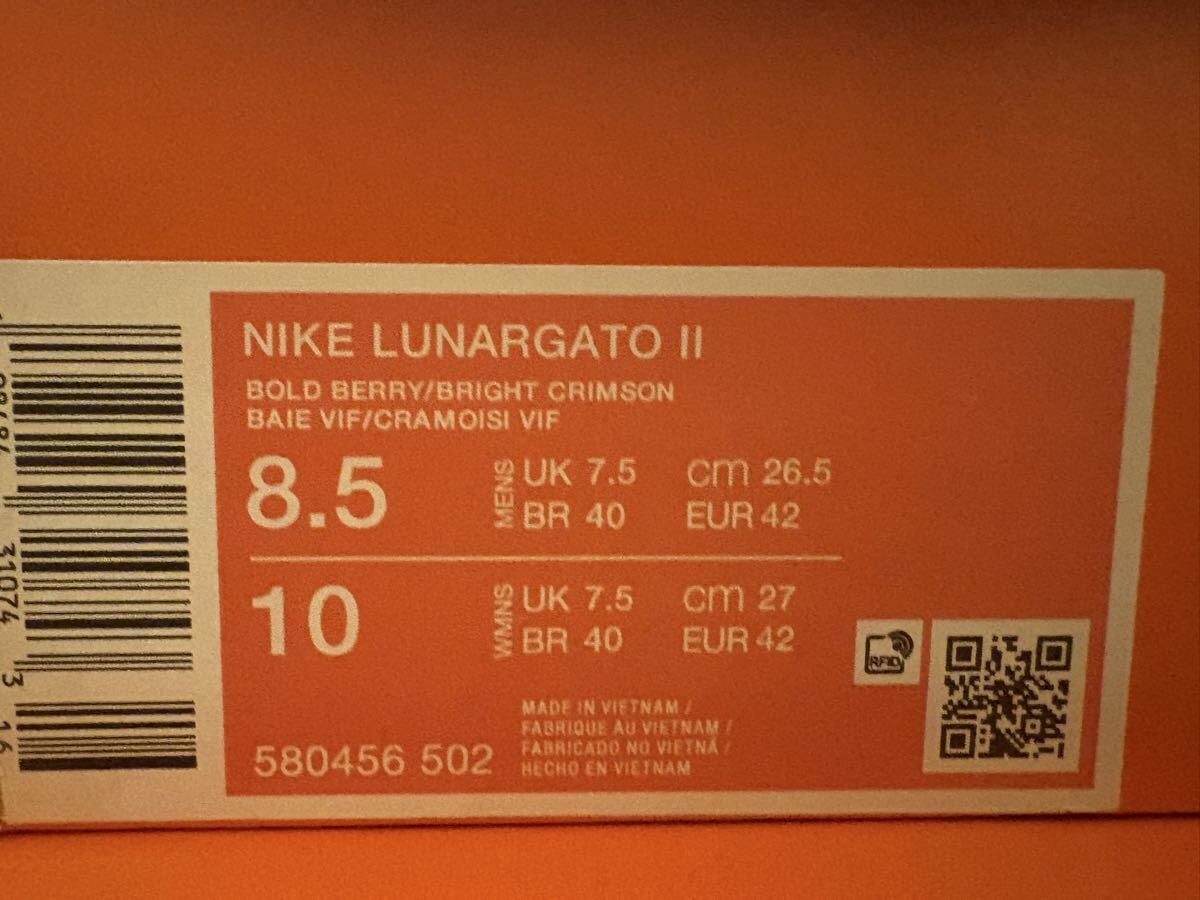 NIKE LUNARGATO II
BOLD BERRY/BRIGHT CRIMSON
BAIE VIF/CRAMOISI VIF
8.5 MENS UK 7.5 cm 26.5
BR 40 EUR 42
10 WMNS UK 7.5 cm 27
BR 40 EUR 42
RFID
580456 502
MADE IN VIETNAM /
FABRIQUE AU VIETNAM /
FABRICADO NO VIETNÃ /
HECHO EN VIETNAM
31074 3